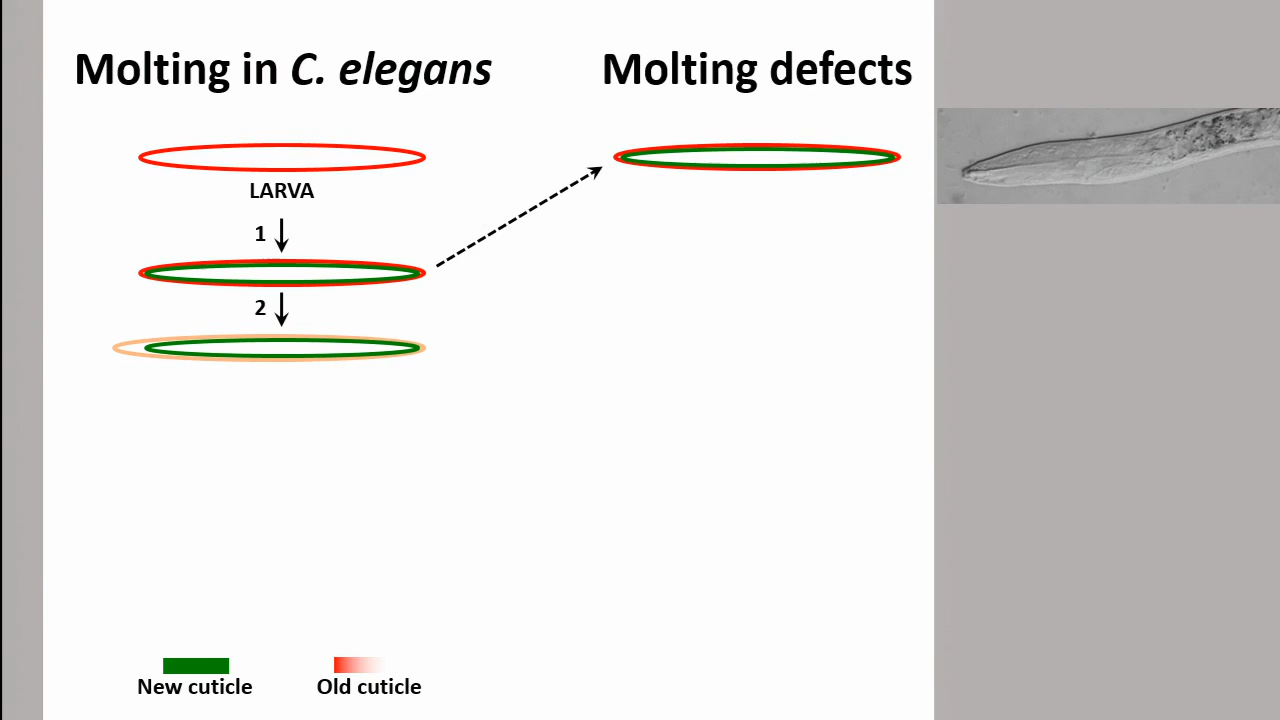 Molting in C. elegans
Molting defects
LARVA
1
2
New cuticle
Old cuticle